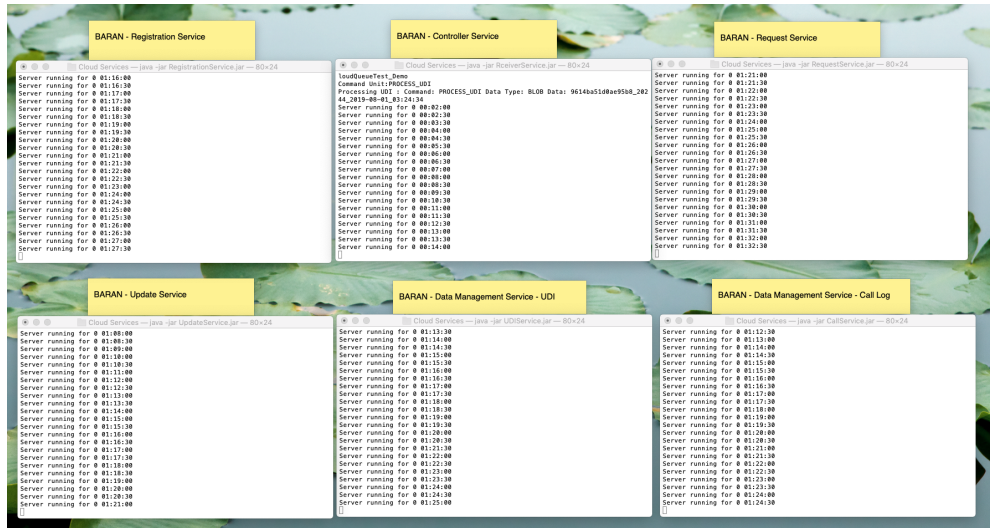 BARAN - Registration Service
Cloud Services — java -jar RegistrationService.jar — 80×24
Server running for 0 01:16:00
Server running for 0 01:16:30
Server running for 0 01:17:00
Server running for 0 01:17:30
Server running for 0 01:18:00
Server running for 0 01:18:30
Server running for 0 01:19:00
Server running for 0 01:19:30
Server running for 0 01:20:00
Server running for 0 01:20:30
Server running for 0 01:21:00
Server running for 0 01:21:30
Server running for 0 01:22:00
Server running for 0 01:22:30
Server running for 0 01:23:00
Server running for 0 01:24:00
Server running for 0 01:24:30
Server running for 0 01:25:00
Server running for 0 01:25:30
Server running for 0 01:26:00
Server running for 0 01:26:30
Server running for 0 01:27:00
Server running for 0 01:27:30
BARAN - Controller Service
Cloud Services — java -jar RceiverService.jar — 80×24
loudQueueTest_Demo
Command Unit:PROCESS_UDI
Processing UDI : Command: PROCESS_UDI Data Type: BLOB Data: 9614ba51d0ae95b8_202
44_2019-08-01_03:24:34
Server running for 0 00:02:00
Server running for 0 00:02:30
Server running for 0 00:03:30
Server running for 0 00:04:00
Server running for 0 00:04:30
Server running for 0 00:05:30
Server running for 0 00:06:00
Server running for 0 00:06:30
Server running for 0 00:07:00
Server running for 0 00:08:00
Server running for 0 00:08:30
Server running for 0 00:09:30
Server running for 0 00:10:30
Server running for 0 00:11:00
Server running for 0 00:11:30
Server running for 0 00:12:30
Server running for 0 00:13:00
Server running for 0 00:13:30
Server running for 0 00:14:00
BARAN - Request Service
Cloud Services — java -jar RequestService.jar — 80×24
Server running for 0 01:21:00
Server running for 0 01:21:30
Server running for 0 01:22:00
Server running for 0 01:22:30
Server running for 0 01:23:00
Server running for 0 01:23:30
Server running for 0 01:24:00
Server running for 0 01:25:00
Server running for 0 01:25:30
Server running for 0 01:26:00
Server running for 0 01:26:30
Server running for 0 01:27:00
Server running for 0 01:27:30
Server running for 0 01:28:00
Server running for 0 01:28:30
Server running for 0 01:29:00
Server running for 0 01:29:30
Server running for 0 01:30:00
Server running for 0 01:30:30
Server running for 0 01:31:00
Server running for 0 01:31:30
Server running for 0 01:32:00
Server running for 0 01:32:30
BARAN - Update Service
Cloud Services — java -jar UpdateService.jar — 80×24
Server running for 0 01:08:00
Server running for 0 01:08:30
Server running for 0 01:09:00
Server running for 0 01:10:00
Server running for 0 01:10:30
Server running for 0 01:11:00
Server running for 0 01:12:00
Server running for 0 01:12:30
Server running for 0 01:13:00
Server running for 0 01:13:30
Server running for 0 01:14:00
Server running for 0 01:15:00
Server running for 0 01:15:30
Server running for 0 01:16:00
Server running for 0 01:16:30
Server running for 0 01:17:00
Server running for 0 01:17:30
Server running for 0 01:18:00
Server running for 0 01:18:30
Server running for 0 01:19:00
Server running for 0 01:20:00
Server running for 0 01:20:30
Server running for 0 01:21:00
BARAN - Data Management Service - UDI
Cloud Services — java -jar UDIService.jar — 80×24
Server running for 0 01:13:30
Server running for 0 01:14:00
Server running for 0 01:14:30
Server running for 0 01:15:00
Server running for 0 01:15:30
Server running for 0 01:16:00
Server running for 0 01:16:30
Server running for 0 01:17:00
Server running for 0 01:17:30
Server running for 0 01:18:00
Server running for 0 01:18:30
Server running for 0 01:19:00
Server running for 0 01:19:30
Server running for 0 01:20:00
Server running for 0 01:20:30
Server running for 0 01:21:30
Server running for 0 01:22:00
Server running for 0 01:22:30
Server running for 0 01:23:00
Server running for 0 01:23:30
Server running for 0 01:24:00
Server running for 0 01:24:30
Server running for 0 01:25:00
BARAN - Data Management Service - Call Log
Cloud Services — java -jar CallService.jar — 80×24
Server running for 0 01:12:30
Server running for 0 01:13:00
Server running for 0 01:14:00
Server running for 0 01:14:30
Server running for 0 01:15:00
Server running for 0 01:15:30
Server running for 0 01:16:00
Server running for 0 01:16:30
Server running for 0 01:17:00
Server running for 0 01:17:30
Server running for 0 01:18:00
Server running for 0 01:19:00
Server running for 0 01:19:30
Server running for 0 01:20:00
Server running for 0 01:20:30
Server running for 0 01:21:00
Server running for 0 01:21:30
Server running for 0 01:22:00
Server running for 0 01:22:30
Server running for 0 01:23:00
Server running for 0 01:23:30
Server running for 0 01:24:00
Server running for 0 01:24:30